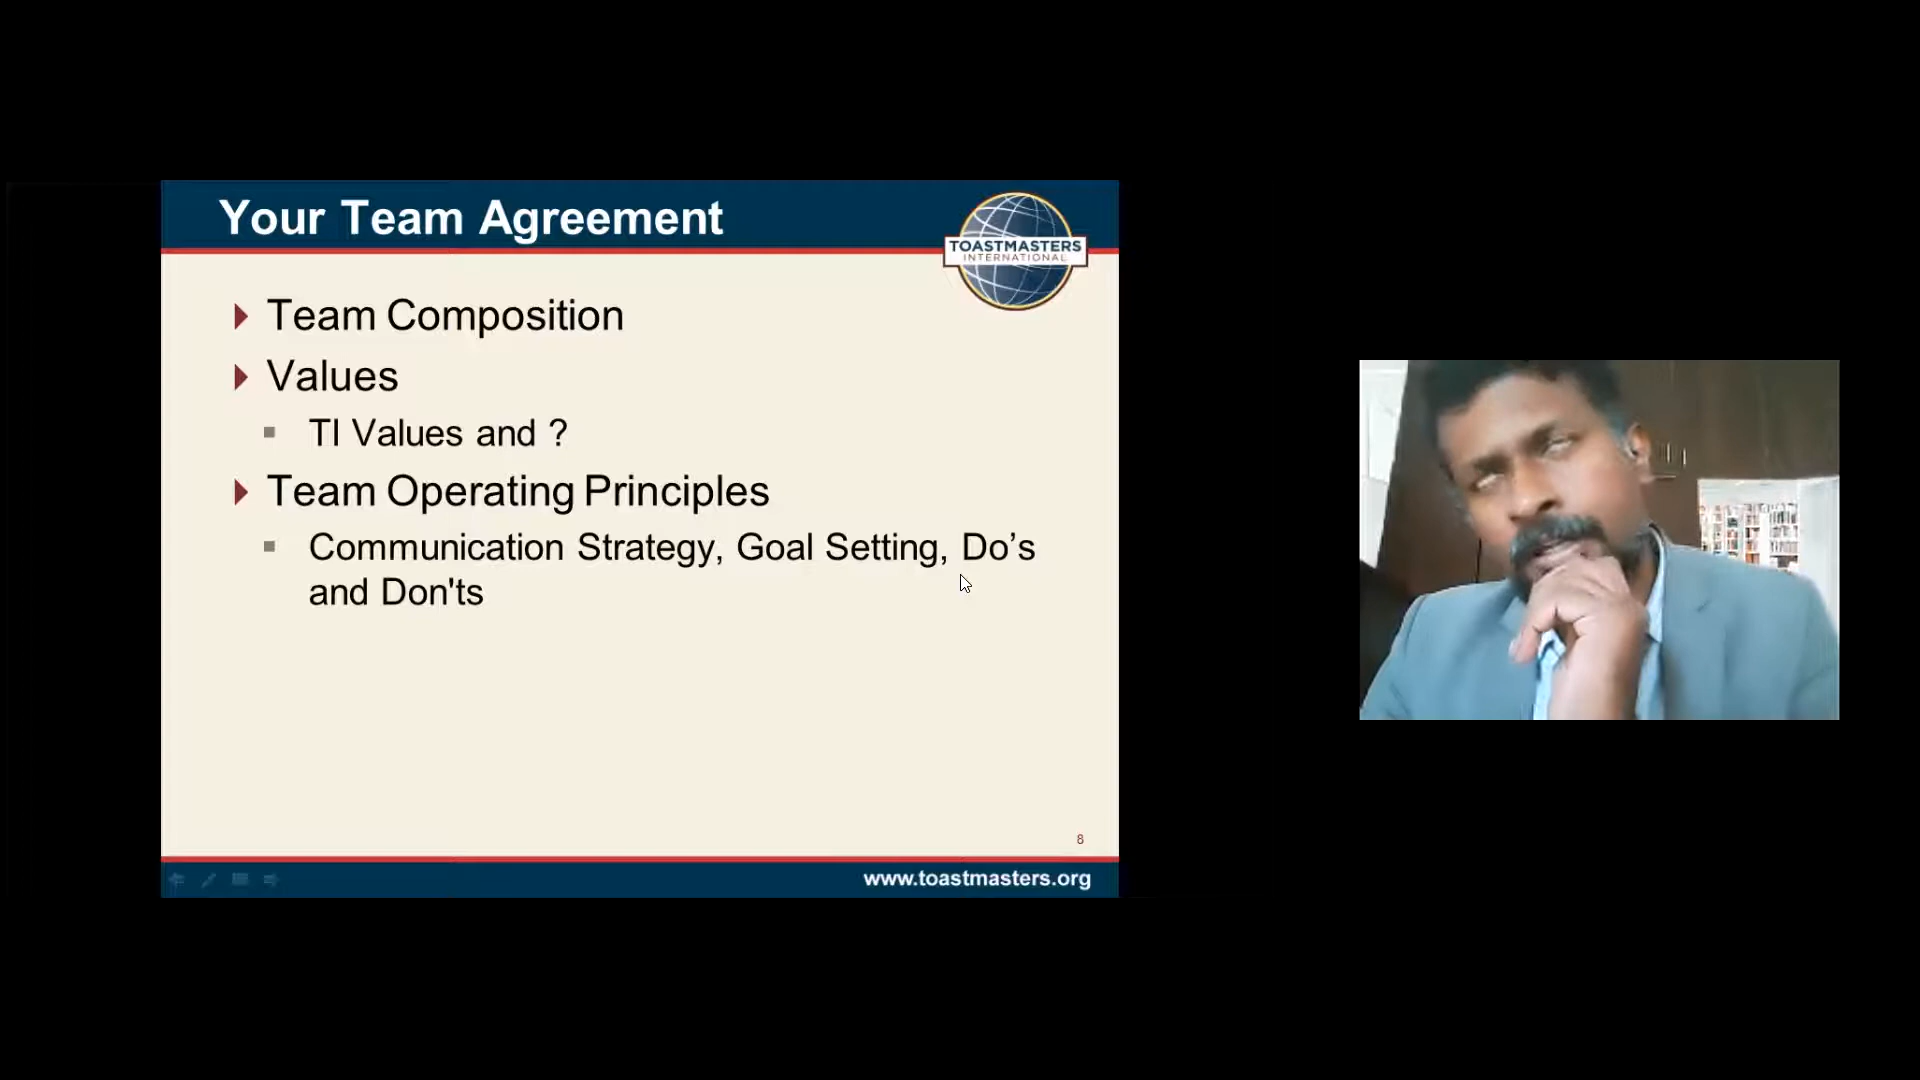 Your Team Agreement
TOASTMASTERS
INTERNATIONAL
Team Composition
Values
TI Values and ?
Team Operating Principles
Communication Strategy, Goal Setting, Do’s
and Don'ts
8
www.toastmasters.org